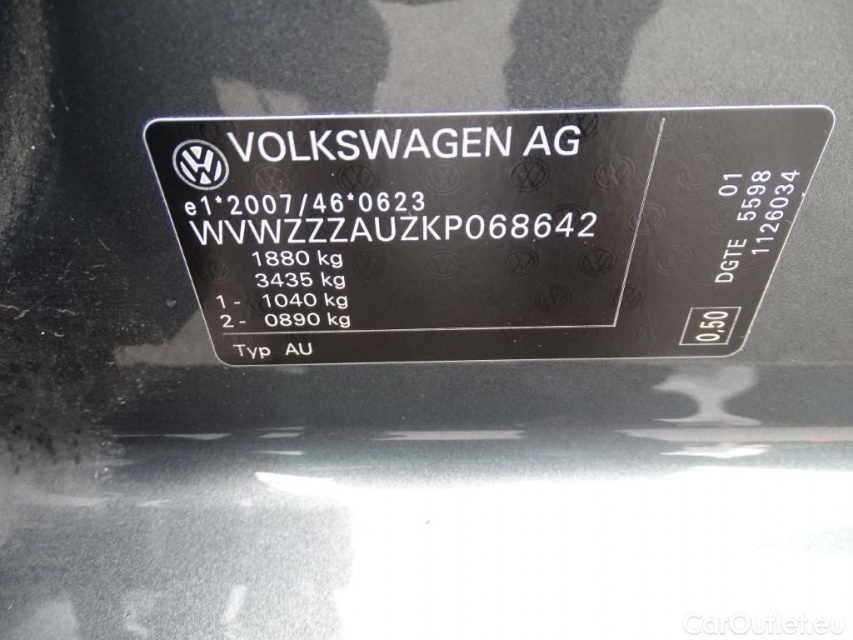 VOLKSWAGEN AG
e1*2007/46*0623
WVWZZZAUZKP068642
1880 kg
3435 kg
1 - 1040 kg
2 - 0890 kg
Typ AU
01
DGTE 5598
1126034
0,50
CarOutlet.eu